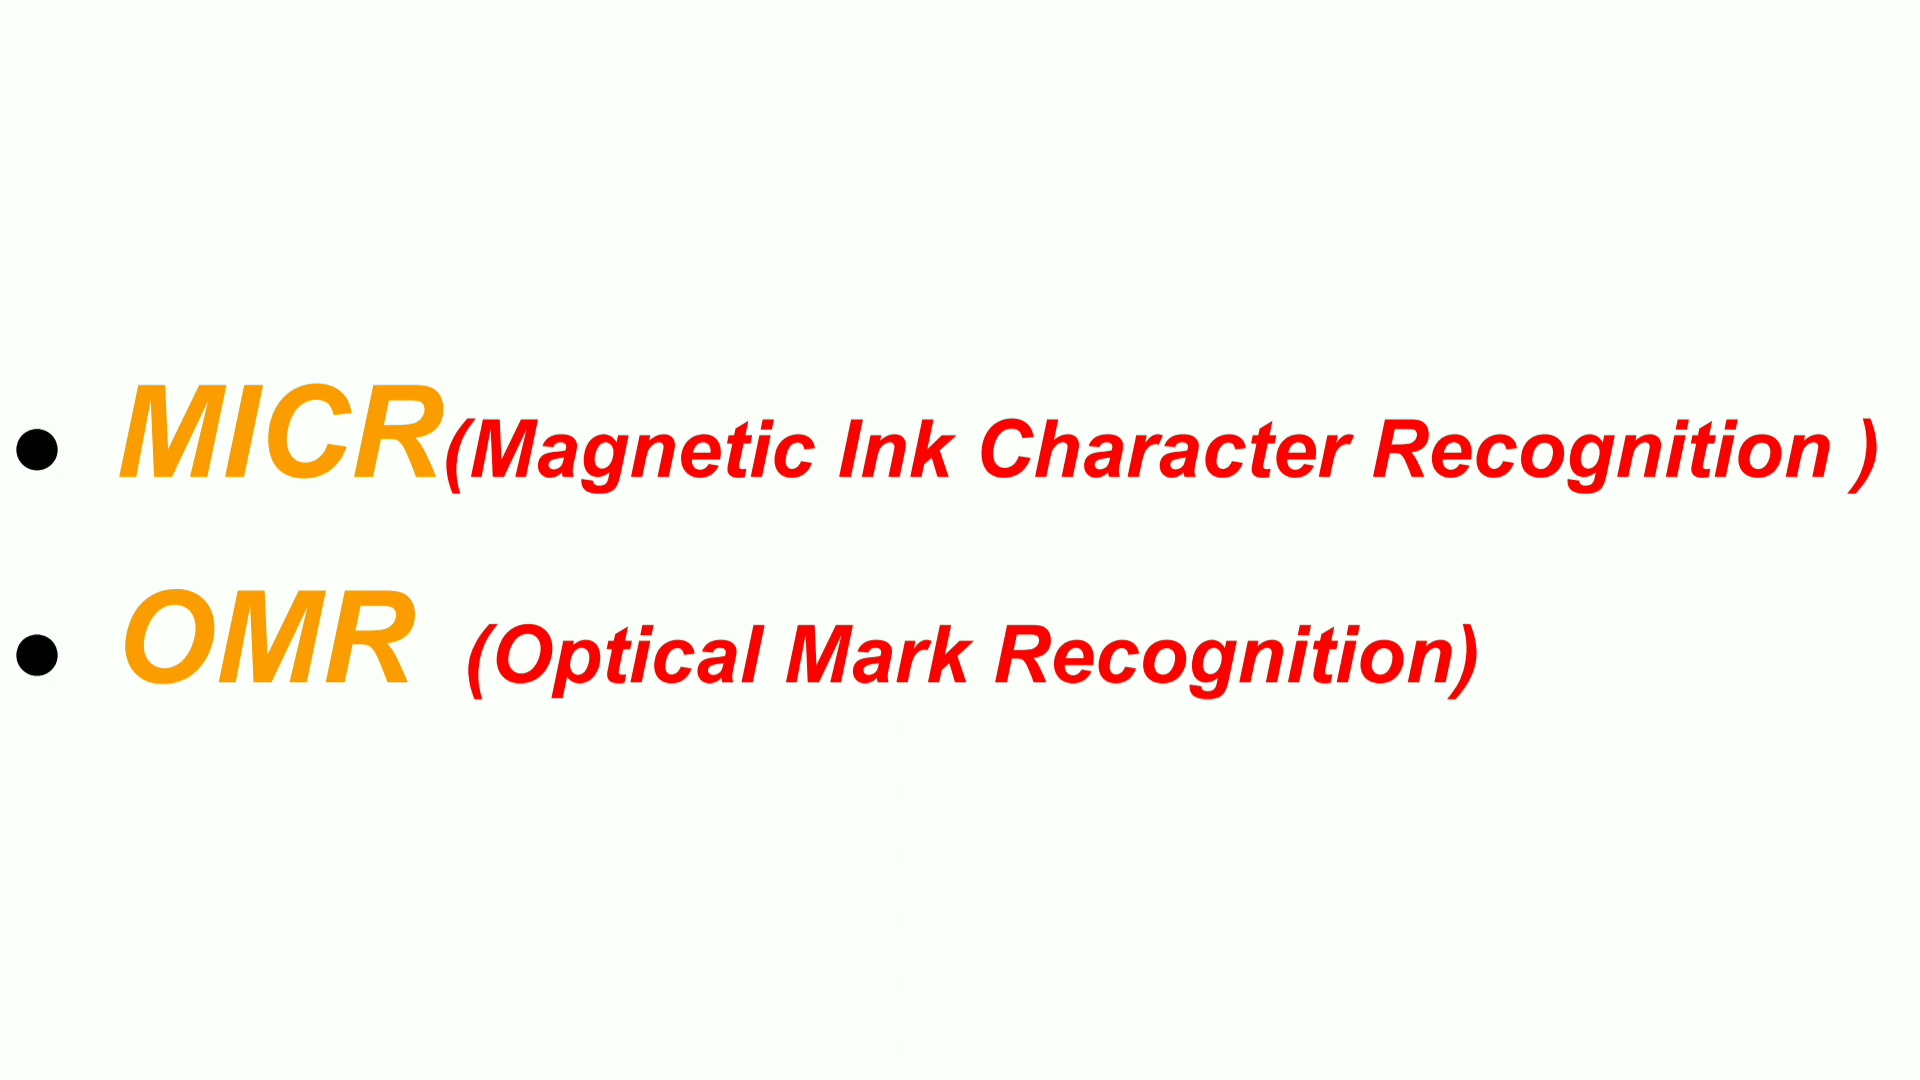 • MICR(Magnetic Ink Character Recognition )
• OMR (Optical Mark Recognition)